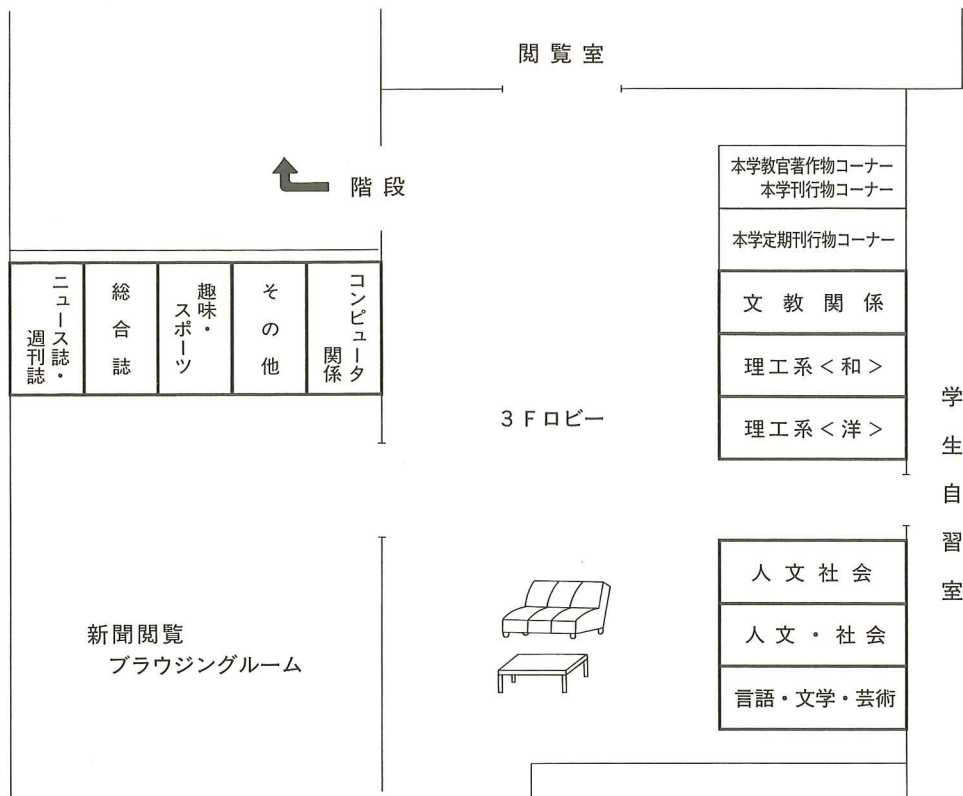 閲覧室
階段
本学教官著作物コーナー
本学刊行物コーナー
本学定期刊行物コーナー
文教関係
理工系<和>
理工系<洋>
ニュース誌・
週刊誌
総合誌
趣味・
スポーツ
その他
コンピュータ
関係
3Fロビー
学生自習室
人文社会
人文・社会
言語・文学・芸術
新聞閲覧
ブラウジングルーム